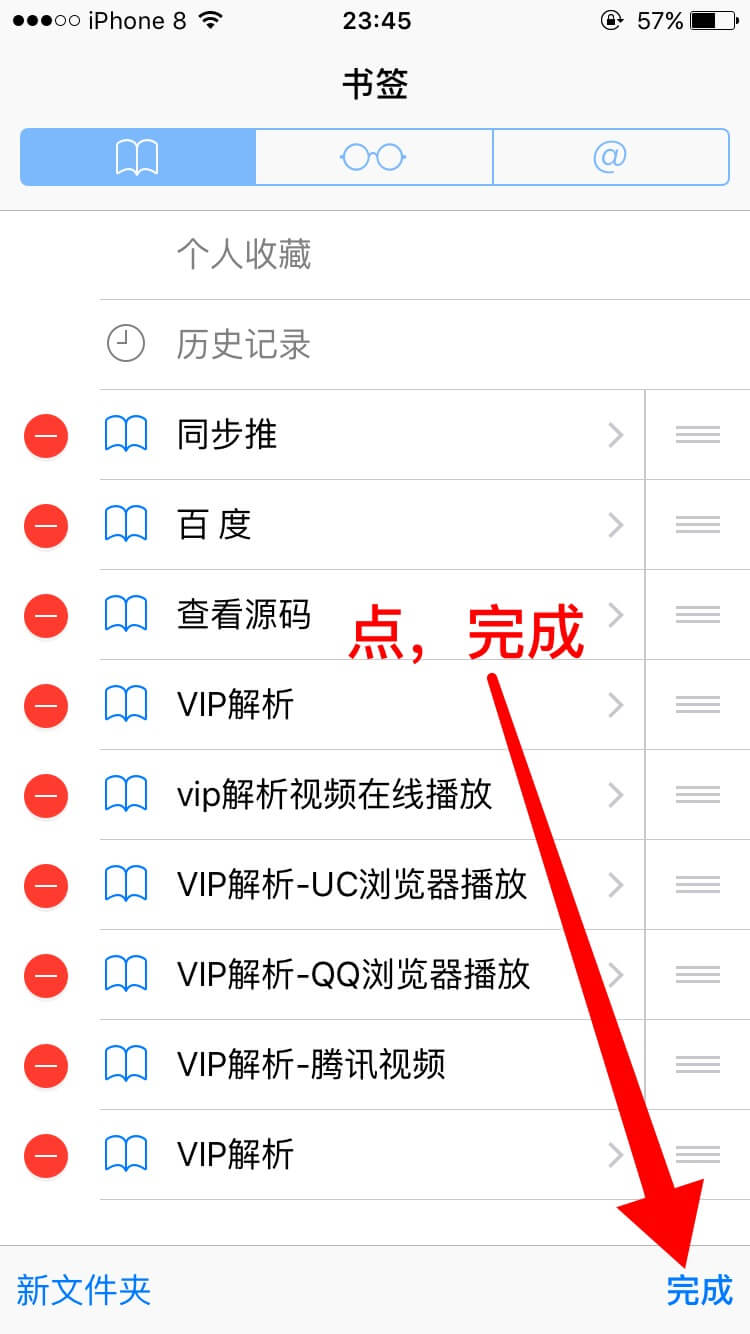 iPhone 8 23:45 57%
书签
@
个人收藏
历史记录
同步推
百 度
查看源码
点，完成
VIP解析
vip解析视频在线播放
VIP解析-UC浏览器播放
VIP解析-QQ浏览器播放
VIP解析-腾讯视频
VIP解析
新文件夹 完成